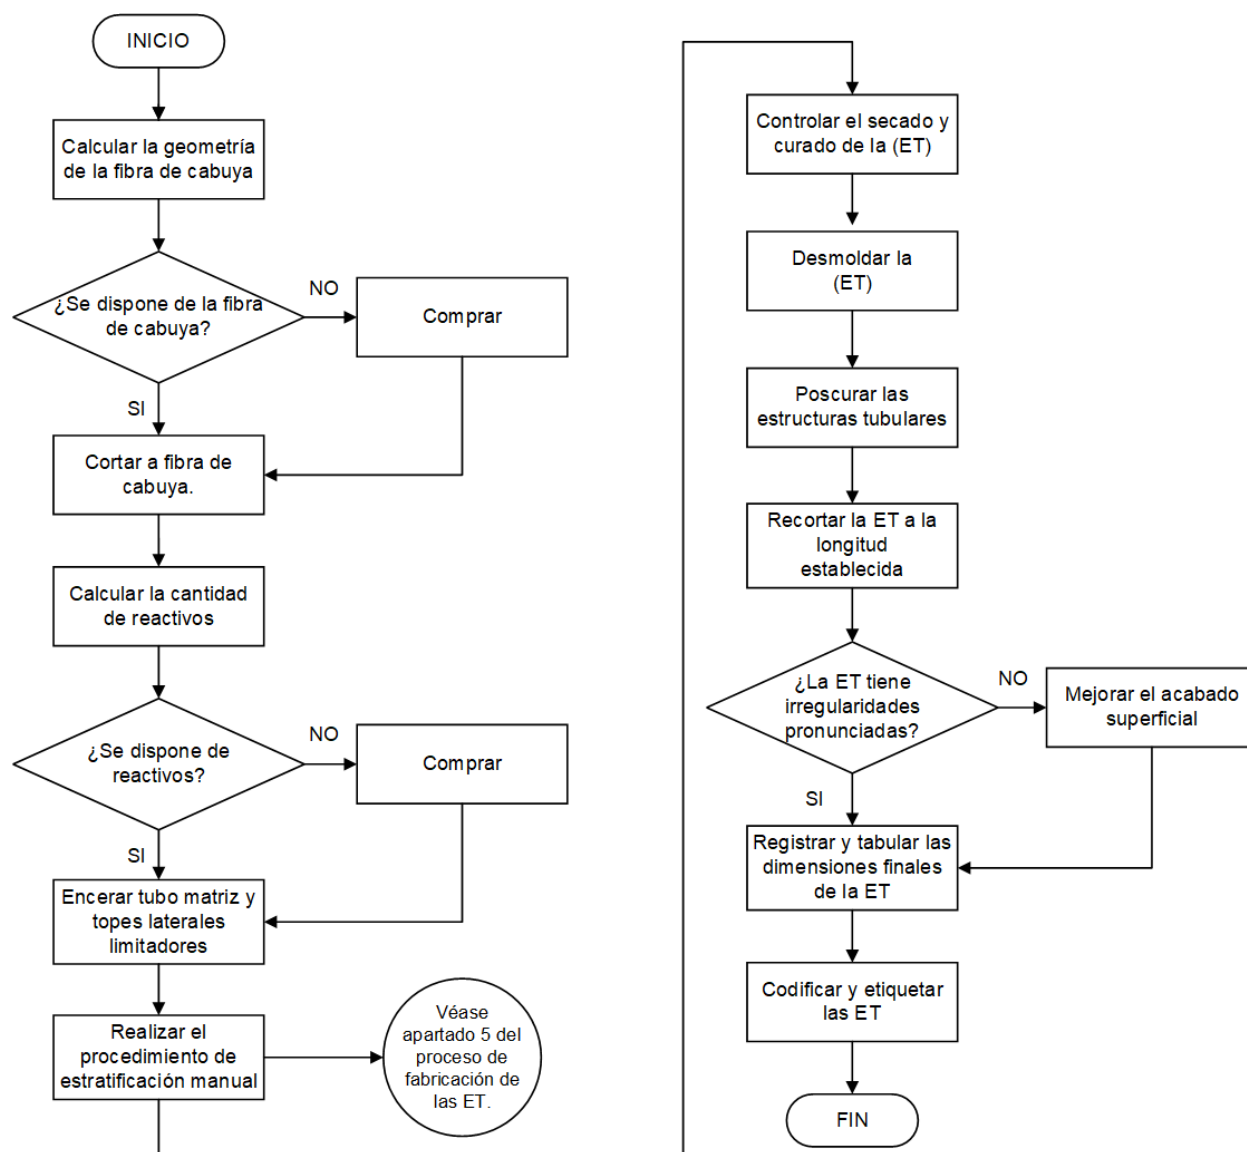 INICIO
Calcular la geometría
de la fibra de cabuya
¿Se dispone de la fibra
de cabuya?
NO
Comprar
SI
Cortar a fibra de
cabuya.
Calcular la cantidad
de reactivos
¿Se dispone de
reactivos?
NO
Comprar
SI
Encerar tubo matriz y
topes laterales
limitadores
Realizar el
procedimiento de
estratificación manual
Véase
apartado 5 del
proceso de
fabricación de
las ET.
Controlar el secado y
curado de la (ET)
Desmoldar la
(ET)
Poscurar las
estructuras tubulares
Recortar la ET a la
longitud
establecida
¿La ET tiene
irregularidades
pronunciadas?
NO
Mejorar el acabado
superficial
SI
Registrar y tabular las
dimensiones finales
de la ET
Codificar y etiquetar
las ET
FIN